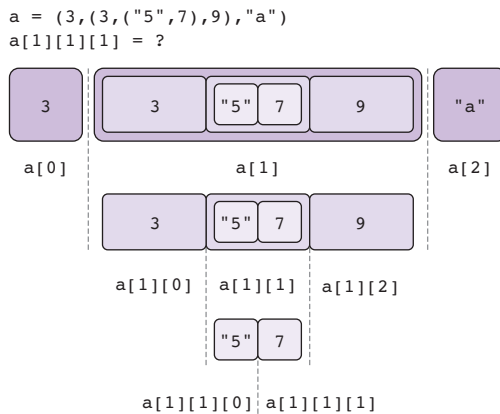 a = (3,(3,("5",7),9),"a")
a[1][1][1] = ?
3 3 "5" 7 9 "a"
a[0] a[1] a[2]
3 "5" 7 9
a[1][0] a[1][1] a[1][2]
"5" 7
a[1][1][0] a[1][1][1]